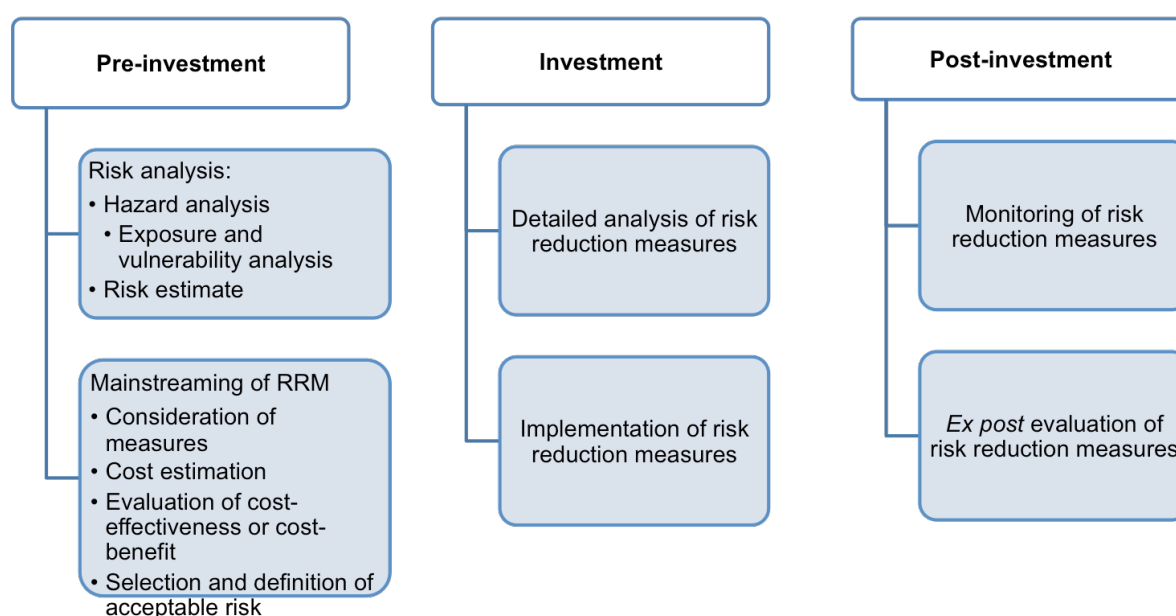 Pre-investment
Risk analysis:
• Hazard analysis
• Exposure and
vulnerability analysis
• Risk estimate
Mainstreaming of RRM
• Consideration of
measures
• Cost estimation
• Evaluation of cost-
effectiveness or cost-
benefit
• Selection and definition of
acceptable risk
Investment
Detailed analysis of risk
reduction measures
Implementation of risk
reduction measures
Post-investment
Monitoring of risk
reduction measures
Ex post evaluation of
risk reduction measures